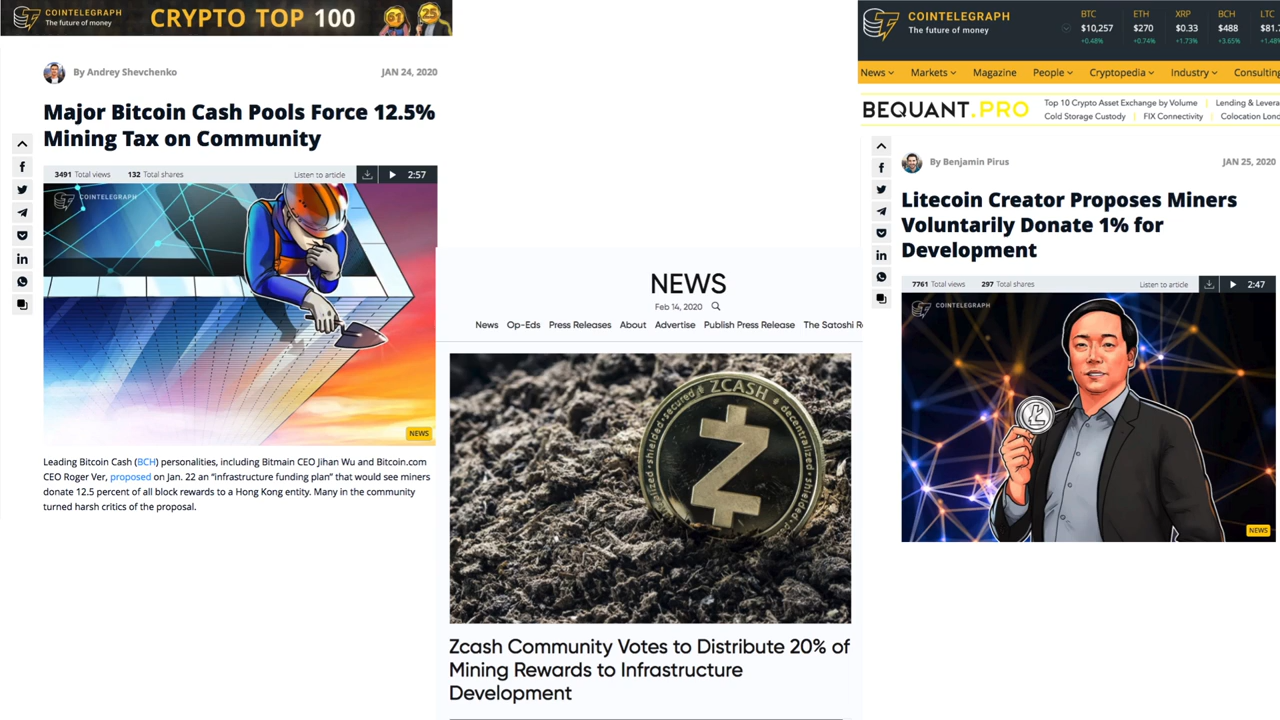 COINTELEGRAPH
The future of money
CRYPTO TOP 100
61
25
By Andrey Shevchenko
JAN 24, 2020
Major Bitcoin Cash Pools Force 12.5%
Mining Tax on Community
3491 Total views 132 Total shares Listen to article 2:57
COINTELEGRAPH
NEWS
Leading Bitcoin Cash (BCH) personalities, including Bitmain CEO Jihan Wu and Bitcoin.com
CEO Roger Ver, proposed on Jan. 22 an “infrastructure funding plan” that would see miners
donate 12.5 percent of all block rewards to a Hong Kong entity. Many in the community
turned harsh critics of the proposal.
NEWS
Feb 14, 2020
News Op-Eds Press Releases About Advertise Publish Press Release The Satoshi R
ZCASH
secured
decentralized
shielded
Zcash Community Votes to Distribute 20% of
Mining Rewards to Infrastructure
Development
COINTELEGRAPH
The future of money
BTC ETH XRP BCH LTC
$10,257 $270 $0.33 $488 $81.7
+0.48% +0.74% +1.73% +3.65% +1.48%
News Markets Magazine People Cryptopedia Industry Consulting
BEQUANT.PRO
Top 10 Crypto Asset Exchange by Volume Lending & Levera
Cold Storage Custody FIX Connectivity Colocation Lond
By Benjamin Pirus
JAN 25, 2020
Litecoin Creator Proposes Miners
Voluntarily Donate 1% for
Development
7761 Total views 297 Total shares Listen to article 2:47
COINTELEGRAPH
NEWS